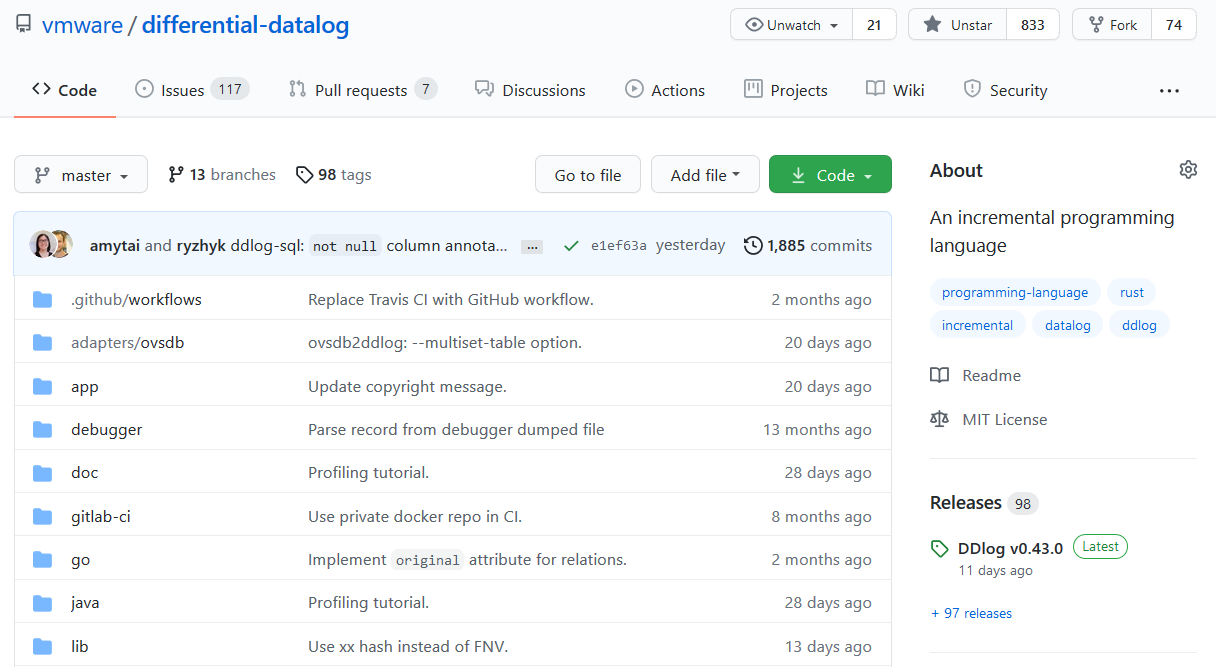 vmware / differential-datalog
Unwatch 21 Unstar 833 Fork 74
Code Issues 117 Pull requests 7 Discussions Actions Projects Wiki Security ...
master 13 branches 98 tags Go to file Add file Code
amytai and ryzhyk ddlog-sql: not null column annota... ... e1ef63a yesterday 1,885 commits
.github/workflows Replace Travis CI with GitHub workflow. 2 months ago
adapters/ovsdb ovsdb2ddlog: --multiset-table option. 20 days ago
app Update copyright message. 20 days ago
debugger Parse record from debugger dumped file 13 months ago
doc Profiling tutorial. 28 days ago
gitlab-ci Use private docker repo in CI. 8 months ago
go Implement original attribute for relations. 2 months ago
java Profiling tutorial. 28 days ago
lib Use xx hash instead of FNV. 13 days ago
About
An incremental programming
language
programming-language rust
incremental datalog ddlog
Readme
MIT License
Releases 98
DDlog v0.43.0 Latest
11 days ago
+ 97 releases